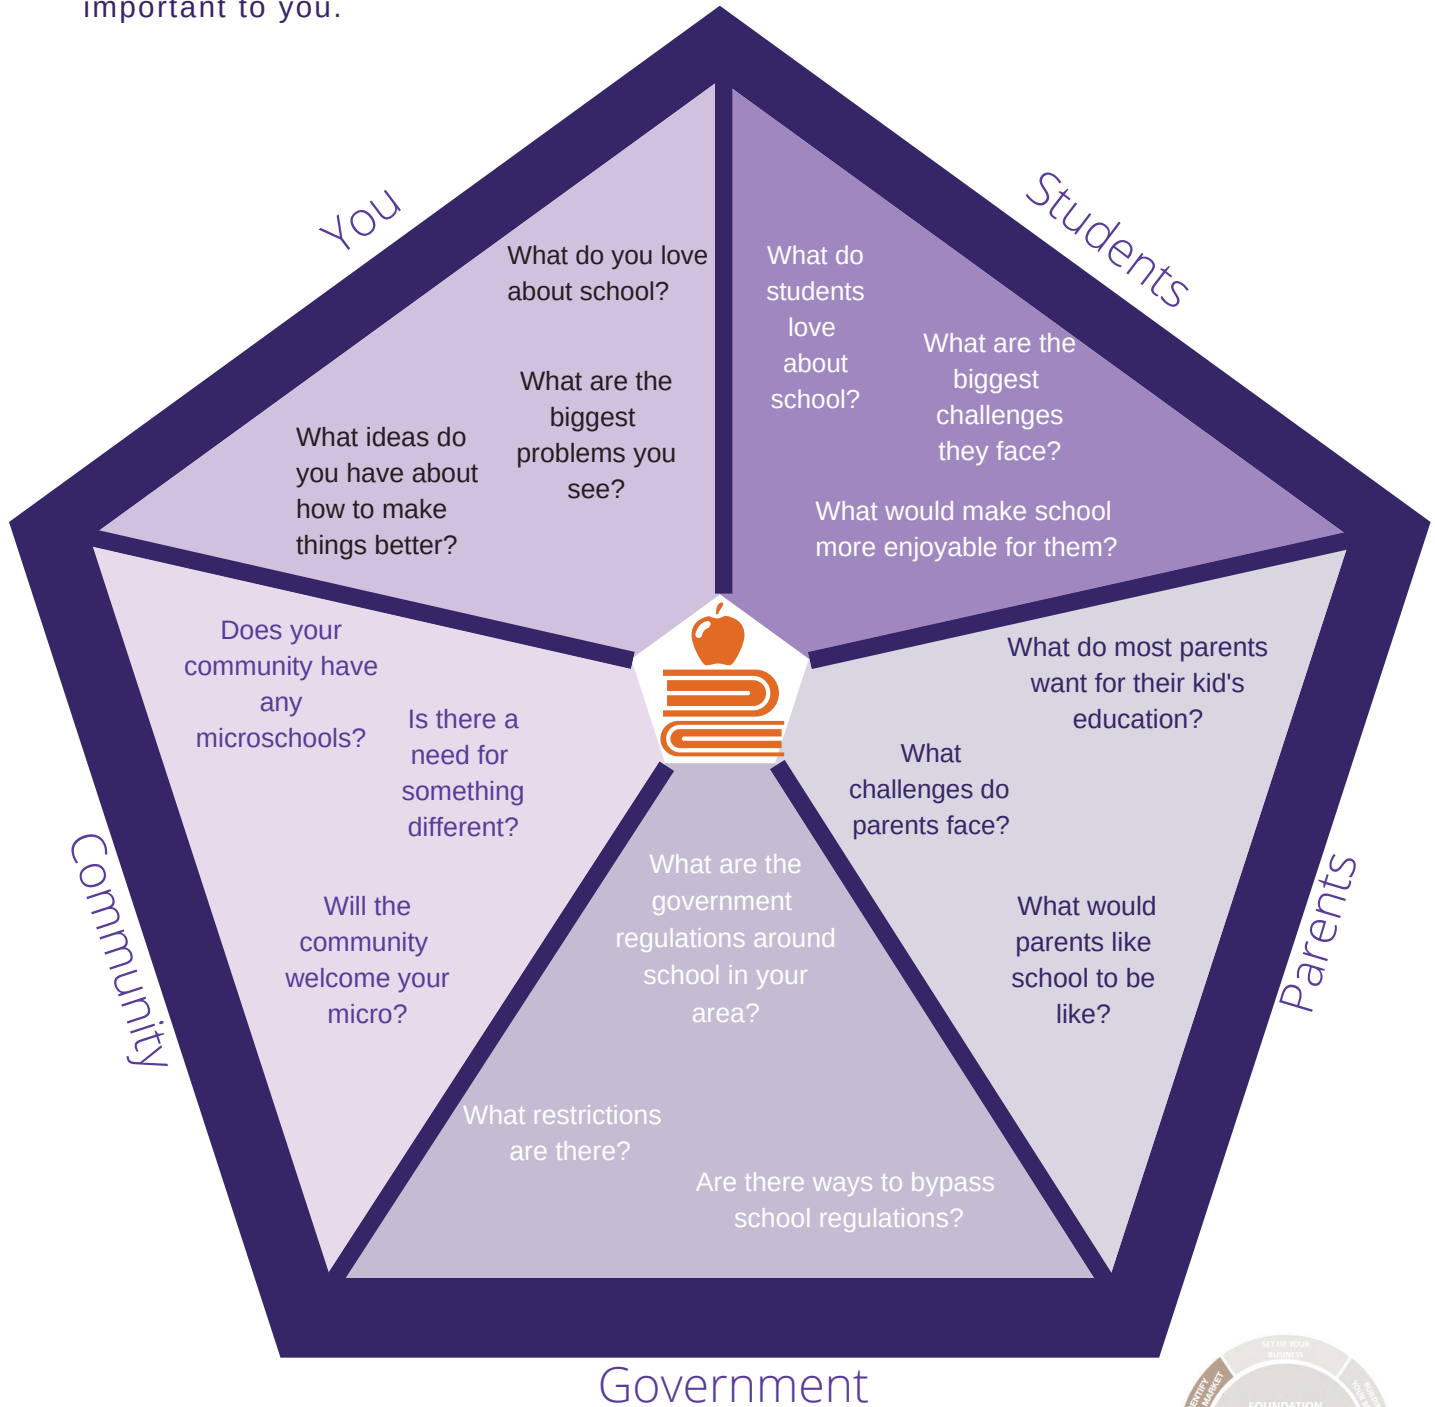 important to you.
You
What do you love
about school?
What are the
biggest
problems you
see?
What ideas do
you have about
how to make
things better?
Students
What do
students
love
about
school?
What are the
biggest
challenges
they face?
What would make school
more enjoyable for them?
Community
Does your
community have
any
microschools?
Is there a
need for
something
different?
Will the
community
welcome your
micro?
Parents
What do most parents
want for their kid's
education?
What
challenges do
parents face?
What would
parents like
school to be
like?
What are the
government
regulations around
school in your
area?
What restrictions
are there?
Are there ways to bypass
school regulations?
Government
SET UP YOUR
BUSINESS
MARKET
FOUNDATION